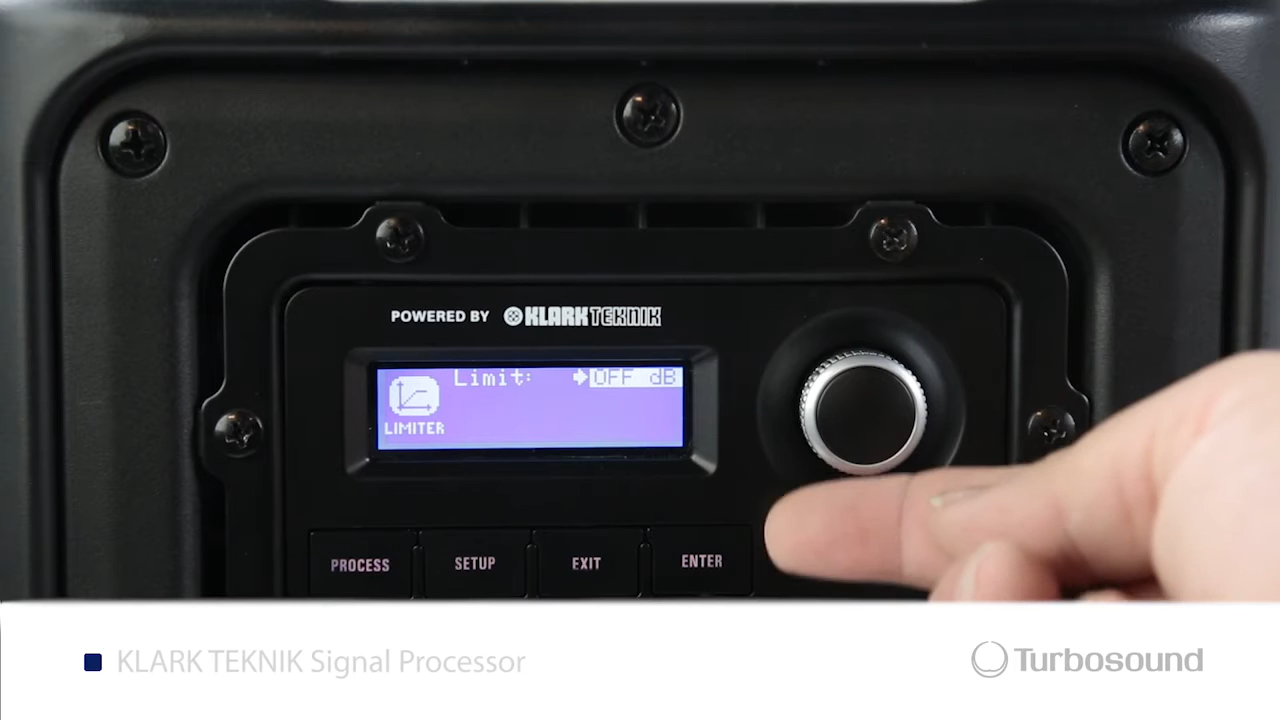 POWERED BY KLARK TEKNIK
Limit: OFF dB
LIMITER
PROCESS SETUP EXIT ENTER
KLARK TEKNIK Signal Processor
Turbosound